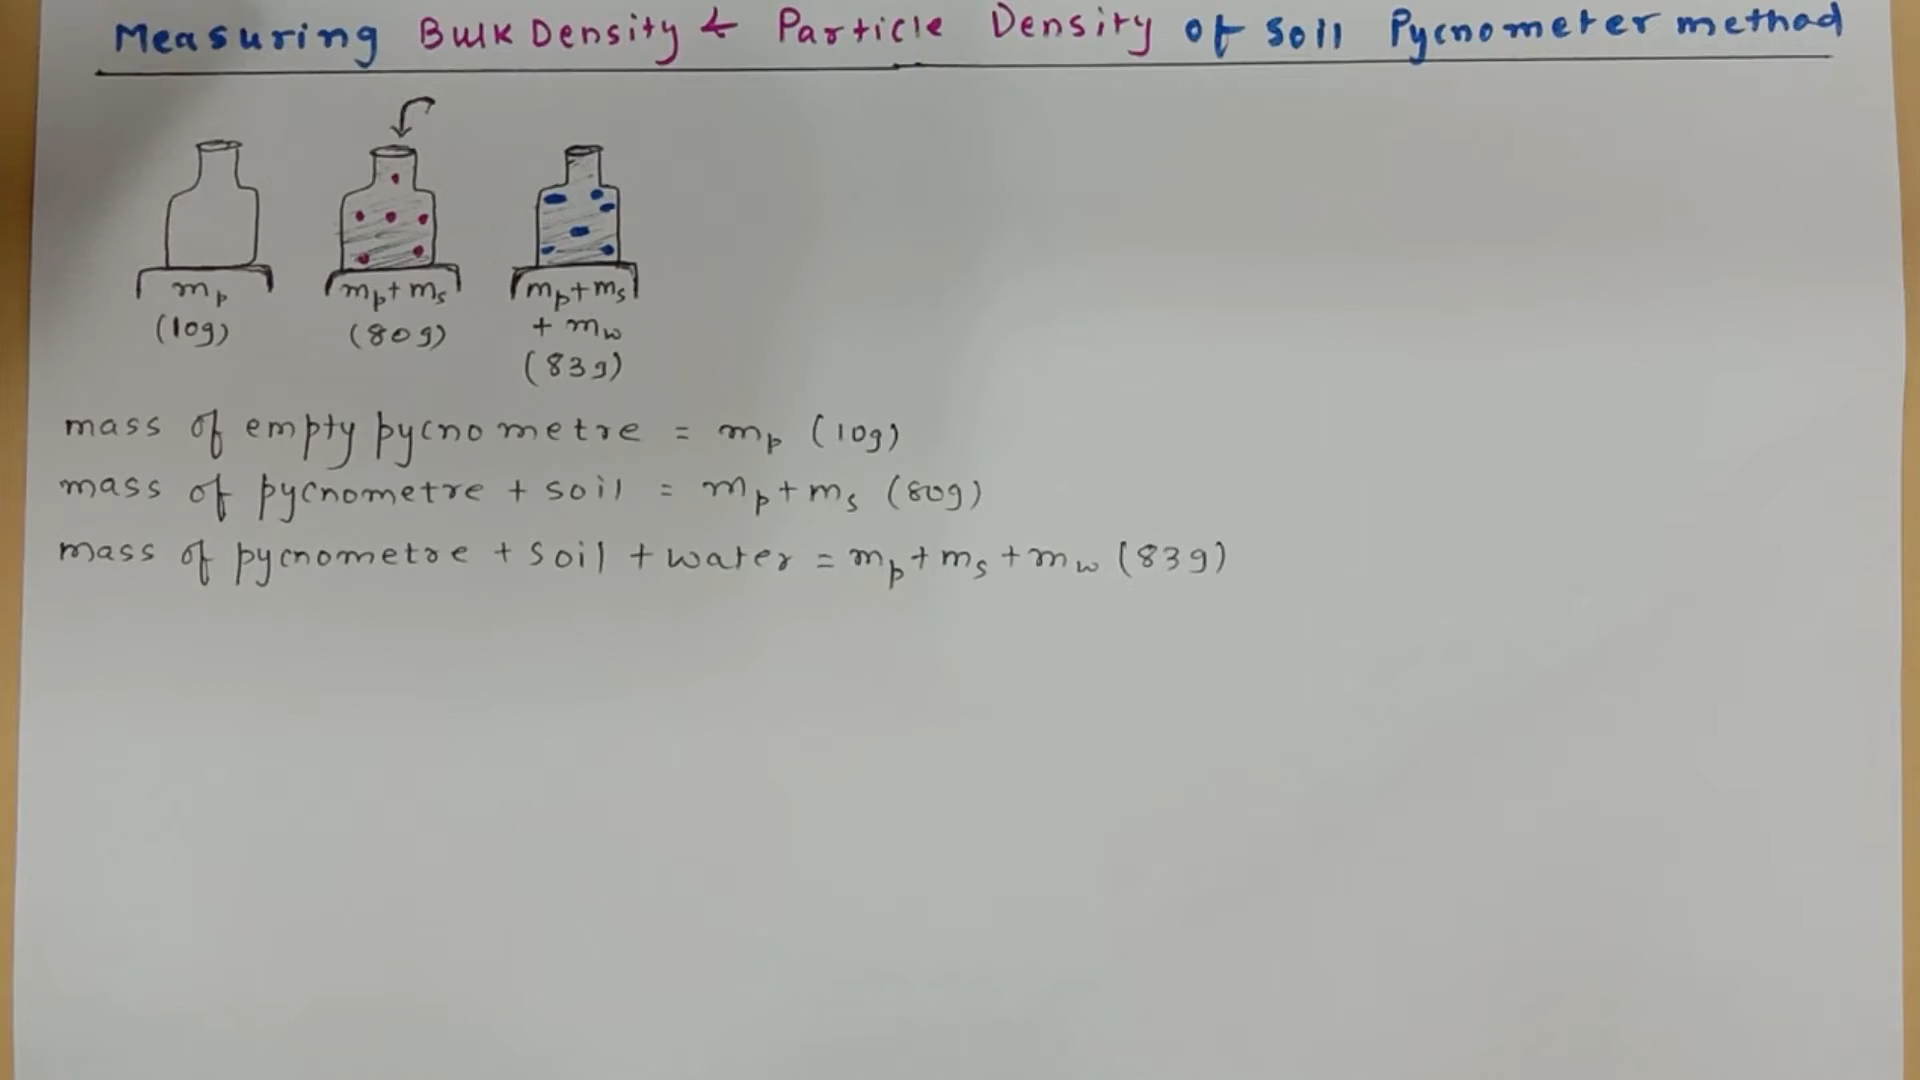 Measuring Bulk Density & Particle Density of Soil Pycnometer method
mp
(10g)
mp + ms
(80g)
mp + ms
+ mw
(83g)
mass of empty pycnometre = mp (10g)
mass of pycnometre + soil = mp + ms (80g)
mass of pycnometre + soil + water = mp + ms + mw (83g)